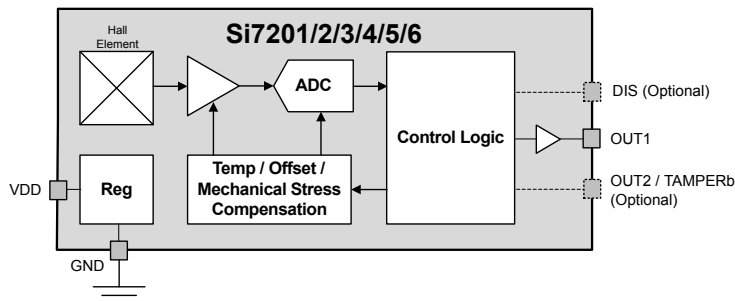 Si7201/2/3/4/5/6
Hall
Element
ADC
Control Logic
DIS (Optional)
OUT1
OUT2 / TAMPERb
(Optional)
Temp / Offset /
Mechanical Stress
Compensation
VDD
Reg
GND